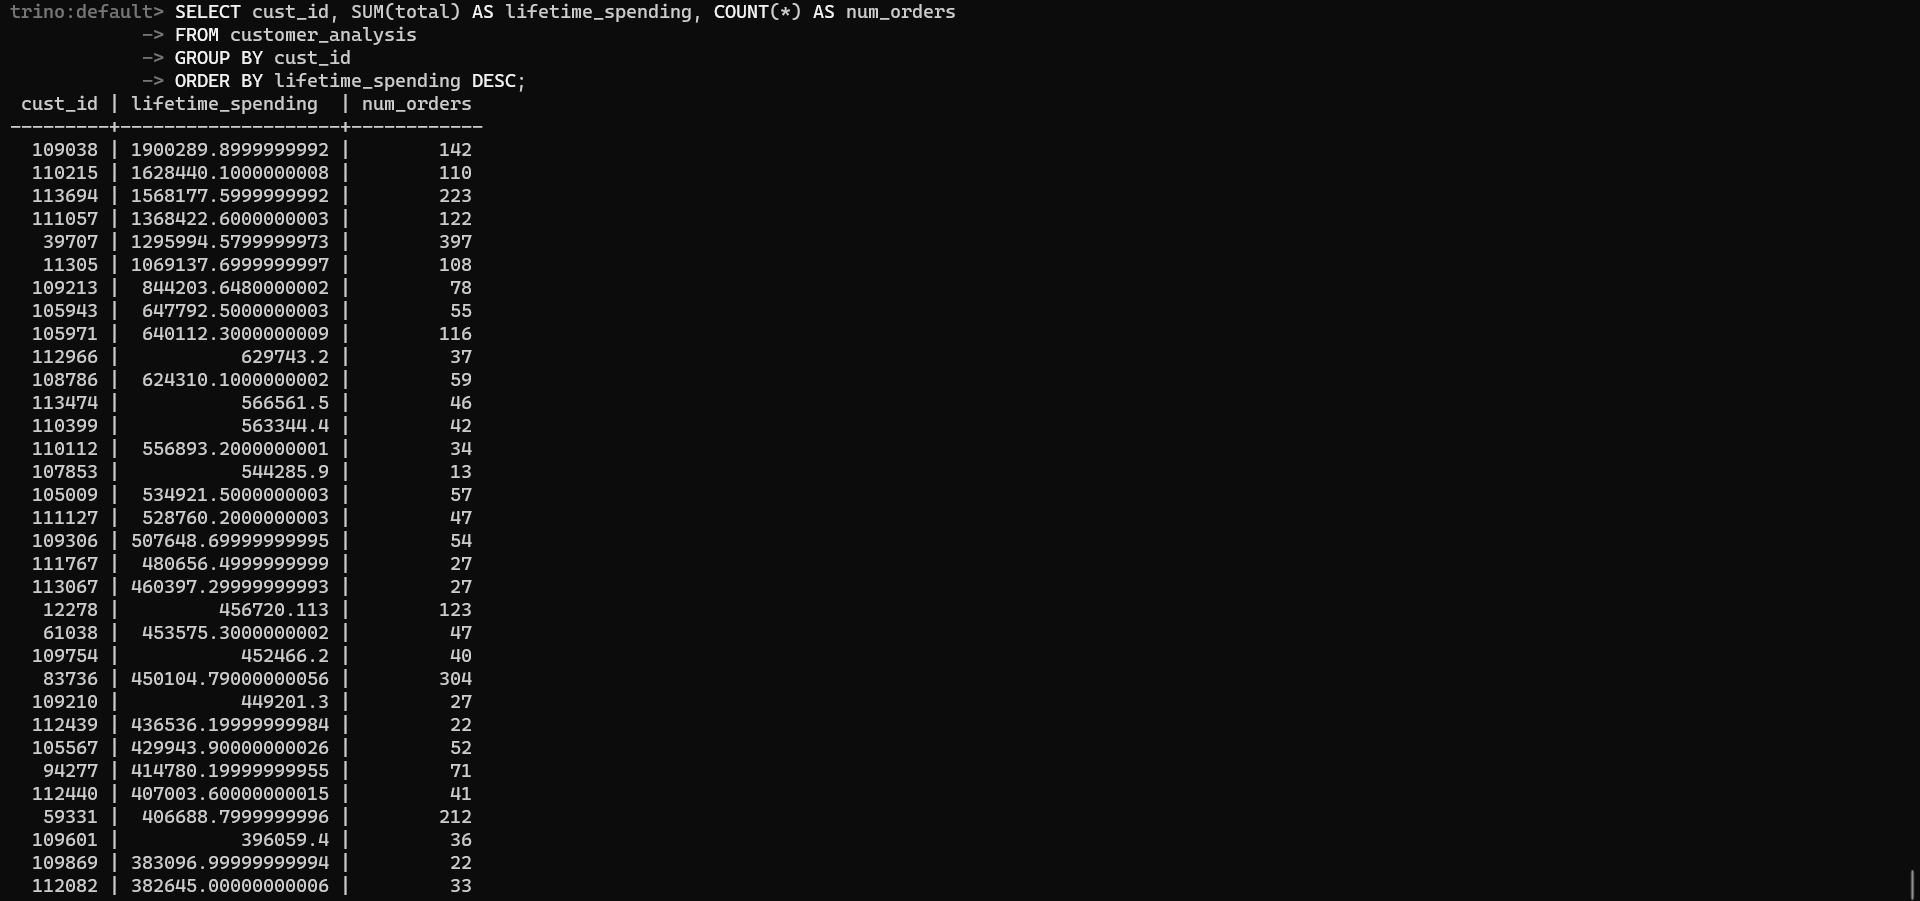 trino:default> SELECT cust_id, SUM(total) AS lifetime_spending, COUNT(*) AS num_orders
            -> FROM customer_analysis
            -> GROUP BY cust_id
            -> ORDER BY lifetime_spending DESC;
 cust_id | lifetime_spending  | num_orders
---------+--------------------+------------
  109038 | 1900289.8999999992 |        142
  110215 | 1628440.1000000008 |        110
  113694 | 1568177.5999999992 |        223
  111057 | 1368422.6000000003 |        122
   39707 | 1295994.5799999973 |        397
   11305 | 1069137.6999999997 |        108
  109213 |  844203.6480000002 |         78
  105943 |  647792.5000000003 |         55
  105971 |  640112.3000000009 |        116
  112966 |           629743.2 |         37
  108786 |  624310.1000000002 |         59
  113474 |           566561.5 |         46
  110399 |           563344.4 |         42
  110112 |  556893.2000000001 |         34
  107853 |           544285.9 |         13
  105009 |  534921.5000000003 |         57
  111127 |  528760.2000000003 |         47
  109306 | 507648.69999999995 |         54
  111767 |  480656.4999999999 |         27
  113067 | 460397.29999999993 |         27
   12278 |         456720.113 |        123
   61038 |  453575.3000000002 |         47
  109754 |           452466.2 |         40
   83736 | 450104.79000000056 |        304
  109210 |           449201.3 |         27
  112439 | 436536.19999999984 |         22
  105567 | 429943.90000000026 |         52
   94277 | 414780.19999999955 |         71
  112440 | 407003.60000000015 |         41
   59331 |  406688.7999999996 |        212
  109601 |           396059.4 |         36
  109869 | 383096.99999999994 |         22
  112082 | 382645.00000000006 |         33